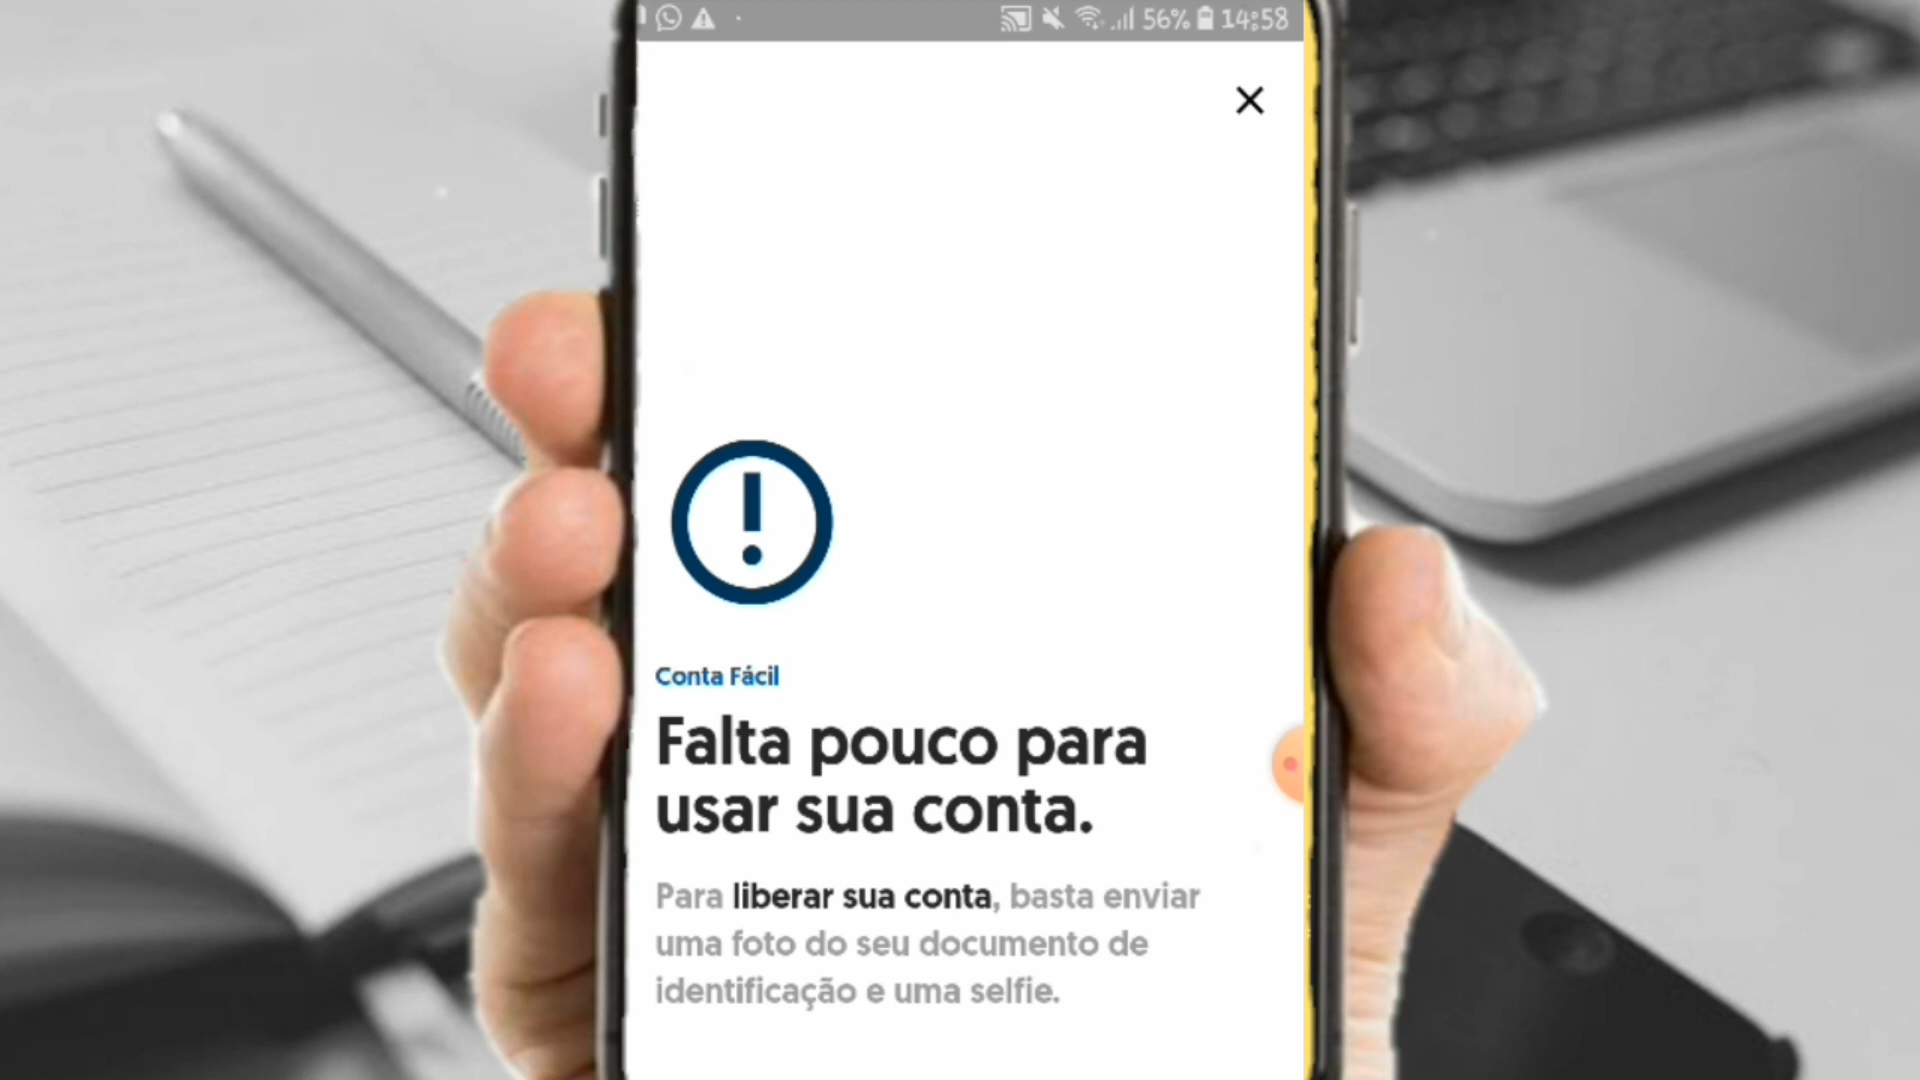 56% 14:58
Conta Fácil
Falta pouco para
usar sua conta.
Para liberar sua conta, basta enviar
uma foto do seu documento de
identificação e uma selfie.